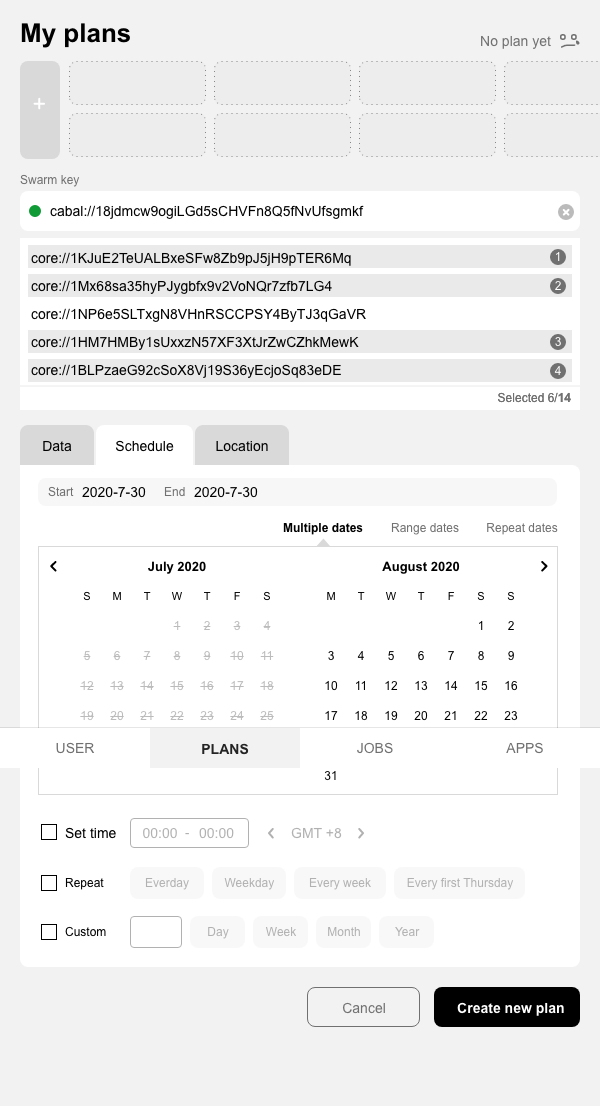 My plans
No plan yet
+
Swarm key
cabal://18jdmcw9ogiLGd5sCHVFn8Q5fNvUfsgmkf
core://1KJuE2TeUALBxeSFw8Zb9pJ5jH9pTER6Mq 1
core://1Mx68sa35hyPJygbfx9v2VoNQr7zfb7LG4 2
core://1NP6e5SLTxgN8VHnRSCCPSY4ByTJ3qGaVR
core://1HM7HMBy1sUxxzN57XF3XtJrZwCZhkMewK 3
core://1BLPzaeG92cSoX8Vj19S36yEcjoSq83eDE 4
Selected 6/14
Data Schedule Location
Start 2020-7-30 End 2020-7-30
Multiple dates Range dates Repeat dates
July 2020 August 2020
S M T W T F S M T W T F S S
1 2 3 4 1 2
5 6 7 8 9 10 11 3 4 5 6 7 8 9
12 13 14 15 16 17 18 10 11 12 13 14 15 16
19 20 21 22 23 24 25 17 18 19 20 21 22 23
USER PLANS JOBS APPS
31
Set time 00:00 - 00:00 GMT +8
Repeat Everday Weekday Every week Every first Thursday
Custom Day Week Month Year
Cancel Create new plan